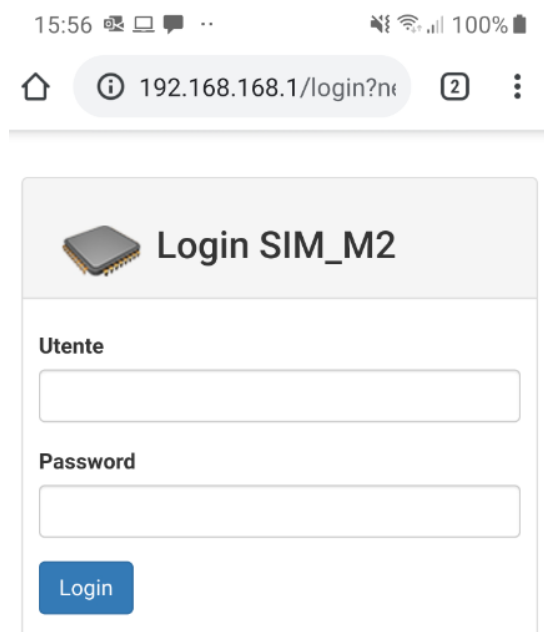 15:56 100%
192.168.168.1/login?ne 2
Login SIM_M2
Utente
Password
Login